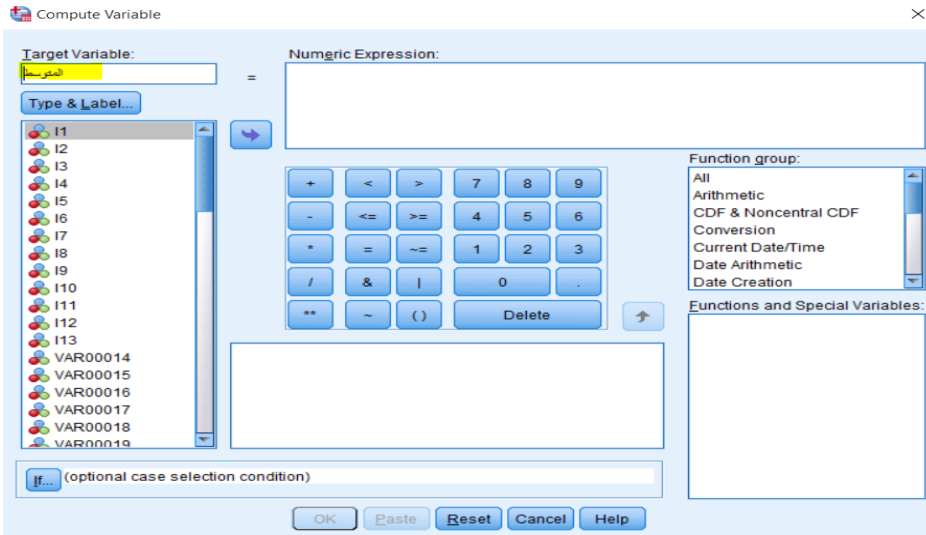 Compute Variable
Target Variable:
المتوسط
=
Numeric Expression:
Type & Label...
I1
I2
I3
I4
I5
I6
I7
I8
I9
I10
I11
I12
I13
VAR00014
VAR00015
VAR00016
VAR00017
VAR00018
VAR00019
+ < > 7 8 9
- <= >= 4 5 6
* = ~= 1 2 3
/ & | 0 .
** ~ ( ) Delete
Function group:
All
Arithmetic
CDF & Noncentral CDF
Conversion
Current Date/Time
Date Arithmetic
Date Creation
Functions and Special Variables:
If... (optional case selection condition)
OK Paste Reset Cancel Help